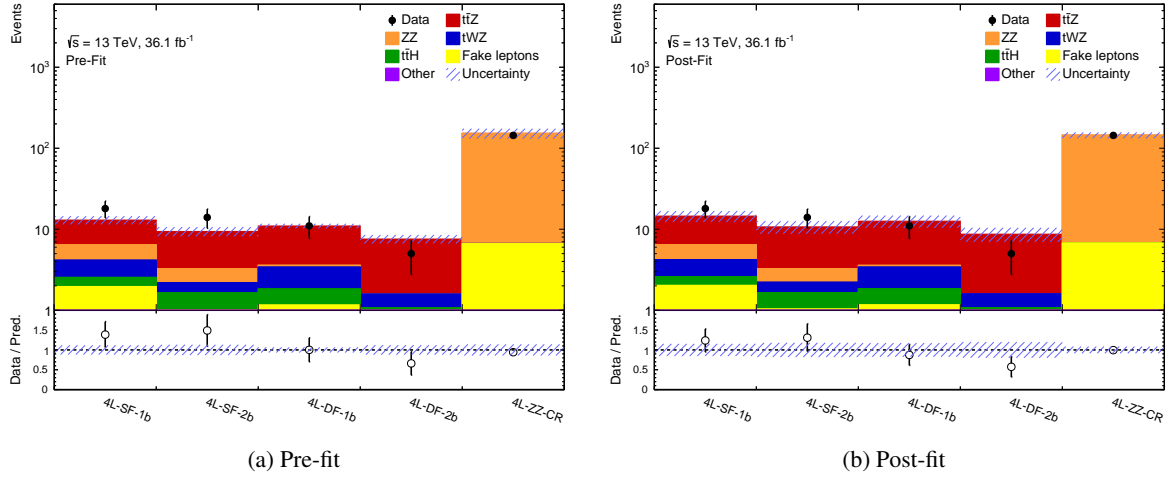 Events
10³
10²
10
1
√s = 13 TeV, 36.1 fb⁻¹
Pre-Fit
Data
tt̄Z
ZZ
tWZ
tt̄H
Fake leptons
Other
Uncertainty
Data / Pred.
1.5
1
0.5
0
4L-SF-1b
4L-SF-2b
4L-DF-1b
4L-DF-2b
4L-ZZ-CR
(a) Pre-fit
Events
10³
10²
10
1
√s = 13 TeV, 36.1 fb⁻¹
Post-Fit
Data
tt̄Z
ZZ
tWZ
tt̄H
Fake leptons
Other
Uncertainty
Data / Pred.
1.5
1
0.5
0
4L-SF-1b
4L-SF-2b
4L-DF-1b
4L-DF-2b
4L-ZZ-CR
(b) Post-fit